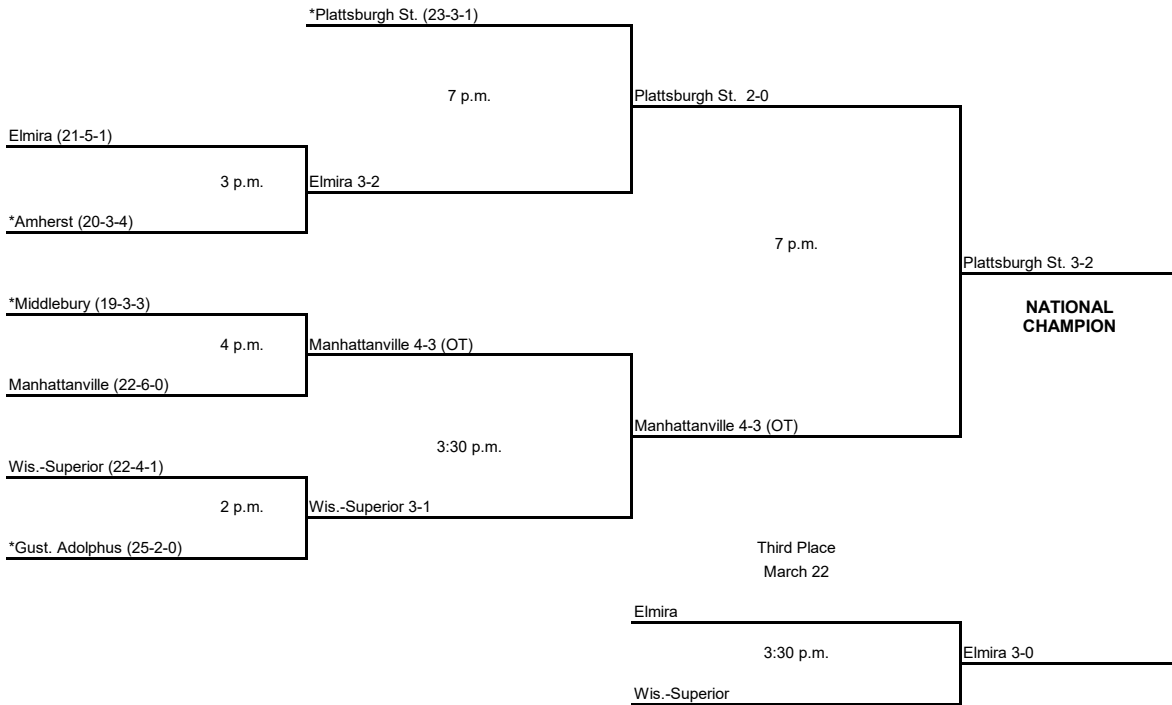 *Plattsburgh St. (23-3-1)
7 p.m.
Plattsburgh St.  2-0
Elmira (21-5-1)
3 p.m.
Elmira 3-2
*Amherst (20-3-4)
7 p.m.
Plattsburgh St. 3-2
*Middlebury (19-3-3)
NATIONAL
CHAMPION
4 p.m.
Manhattanville 4-3 (OT)
Manhattanville (22-6-0)
Manhattanville 4-3 (OT)
3:30 p.m.
Wis.-Superior (22-4-1)
2 p.m.
Wis.-Superior 3-1
*Gust. Adolphus (25-2-0)
Third Place
March 22
Elmira
3:30 p.m.
Elmira 3-0
Wis.-Superior